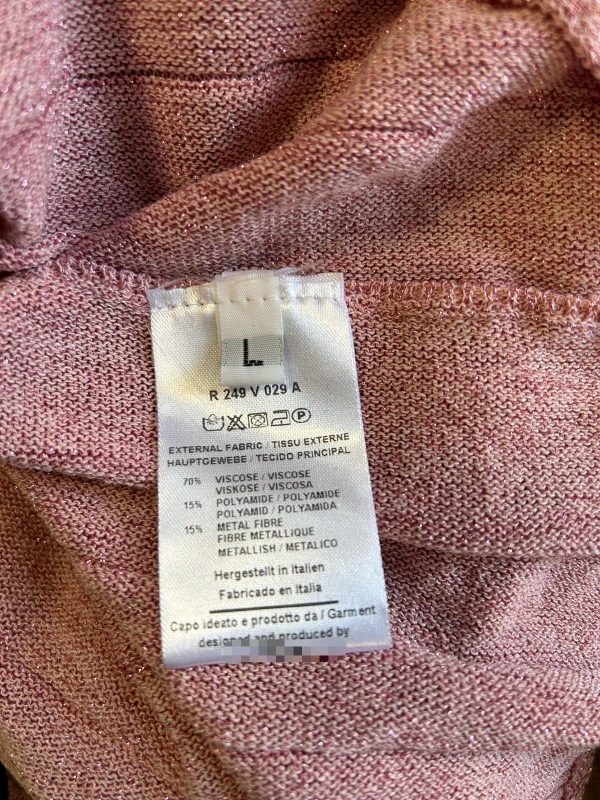 L
R 249 V 029 A
P
EXTERNAL FABRIC / TISSU EXTERNE
HAUPTGEWEBE / TECIDO PRINCIPAL
70% VISCOSE / VISCOSE
VISKOSE / VISCOSA
15% POLYAMIDE / POLYAMIDE
POLYAMID / POLYAMIDA
15% METAL FIBRE
FIBRE METALLIQUE
METALLISH / METALICO
Hergestellt in Italien
Fabricado en Italia
Capo ideato e prodotto da / Garment
designed and produced by